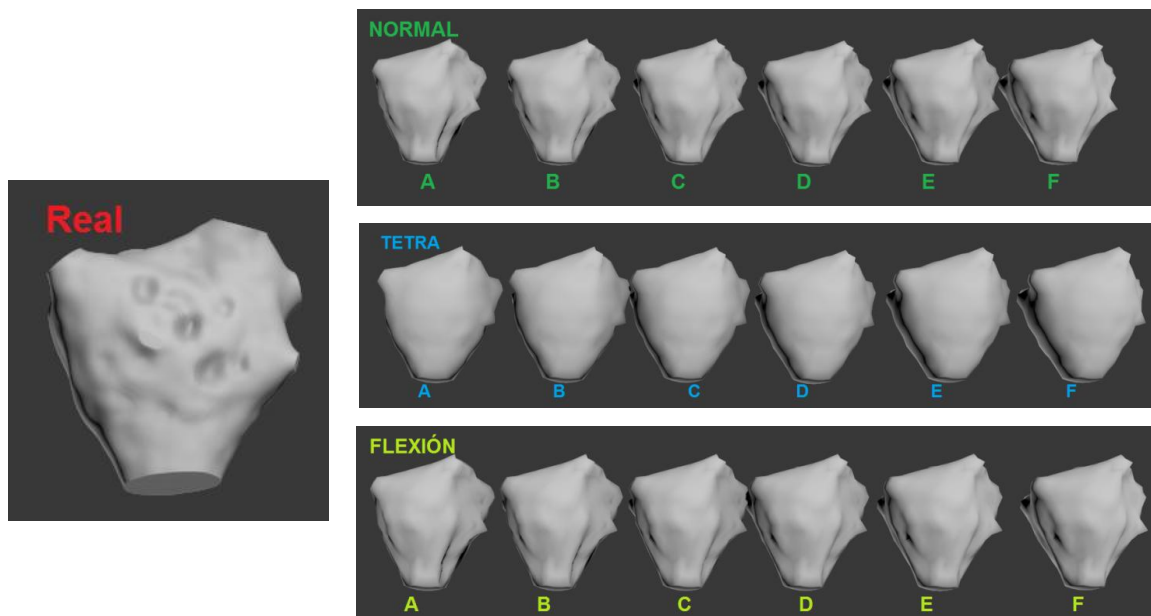 Real
NORMAL
A B C D E F
TETRA
A B C D E F
FLEXIÓN
A B C D E F